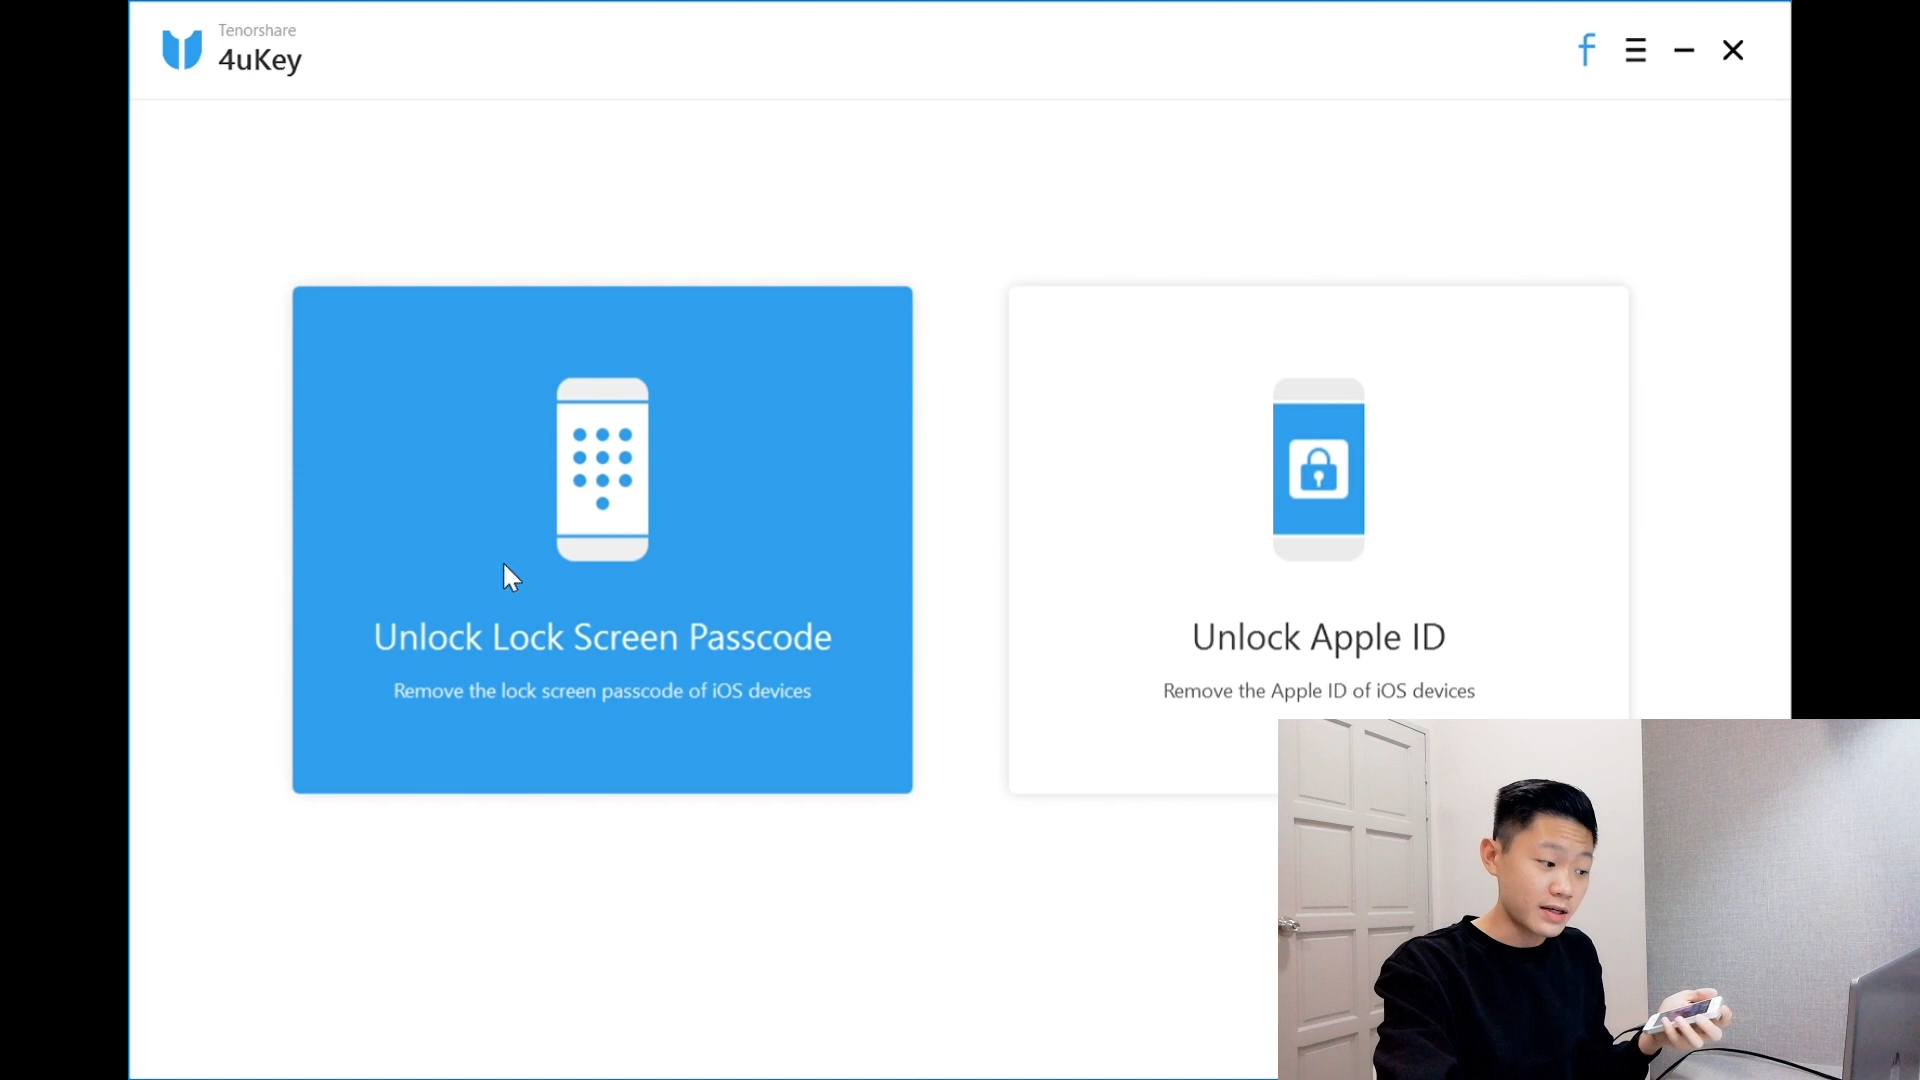 Tenorshare
4uKey
Unlock Lock Screen Passcode
Remove the lock screen passcode of iOS devices
Unlock Apple ID
Remove the Apple ID of iOS devices